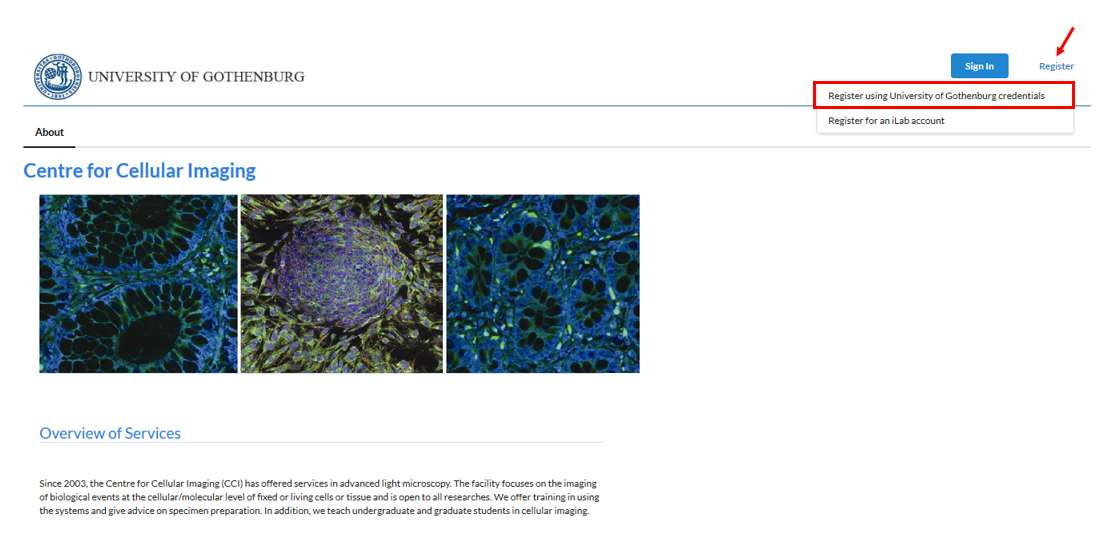 UNIVERSITY OF GOTHENBURG
Sign In
Register
Register using University of Gothenburg credentials
Register for an iLab account
About
Centre for Cellular Imaging
Overview of Services
Since 2003, the Centre for Cellular Imaging (CCI) has offered services in advanced light microscopy. The facility focuses on the imaging
of biological events at the cellular/molecular level of fixed or living cells or tissue and is open to all researches. We offer training in using
the systems and give advice on specimen preparation. In addition, we teach undergraduate and graduate students in cellular imaging.